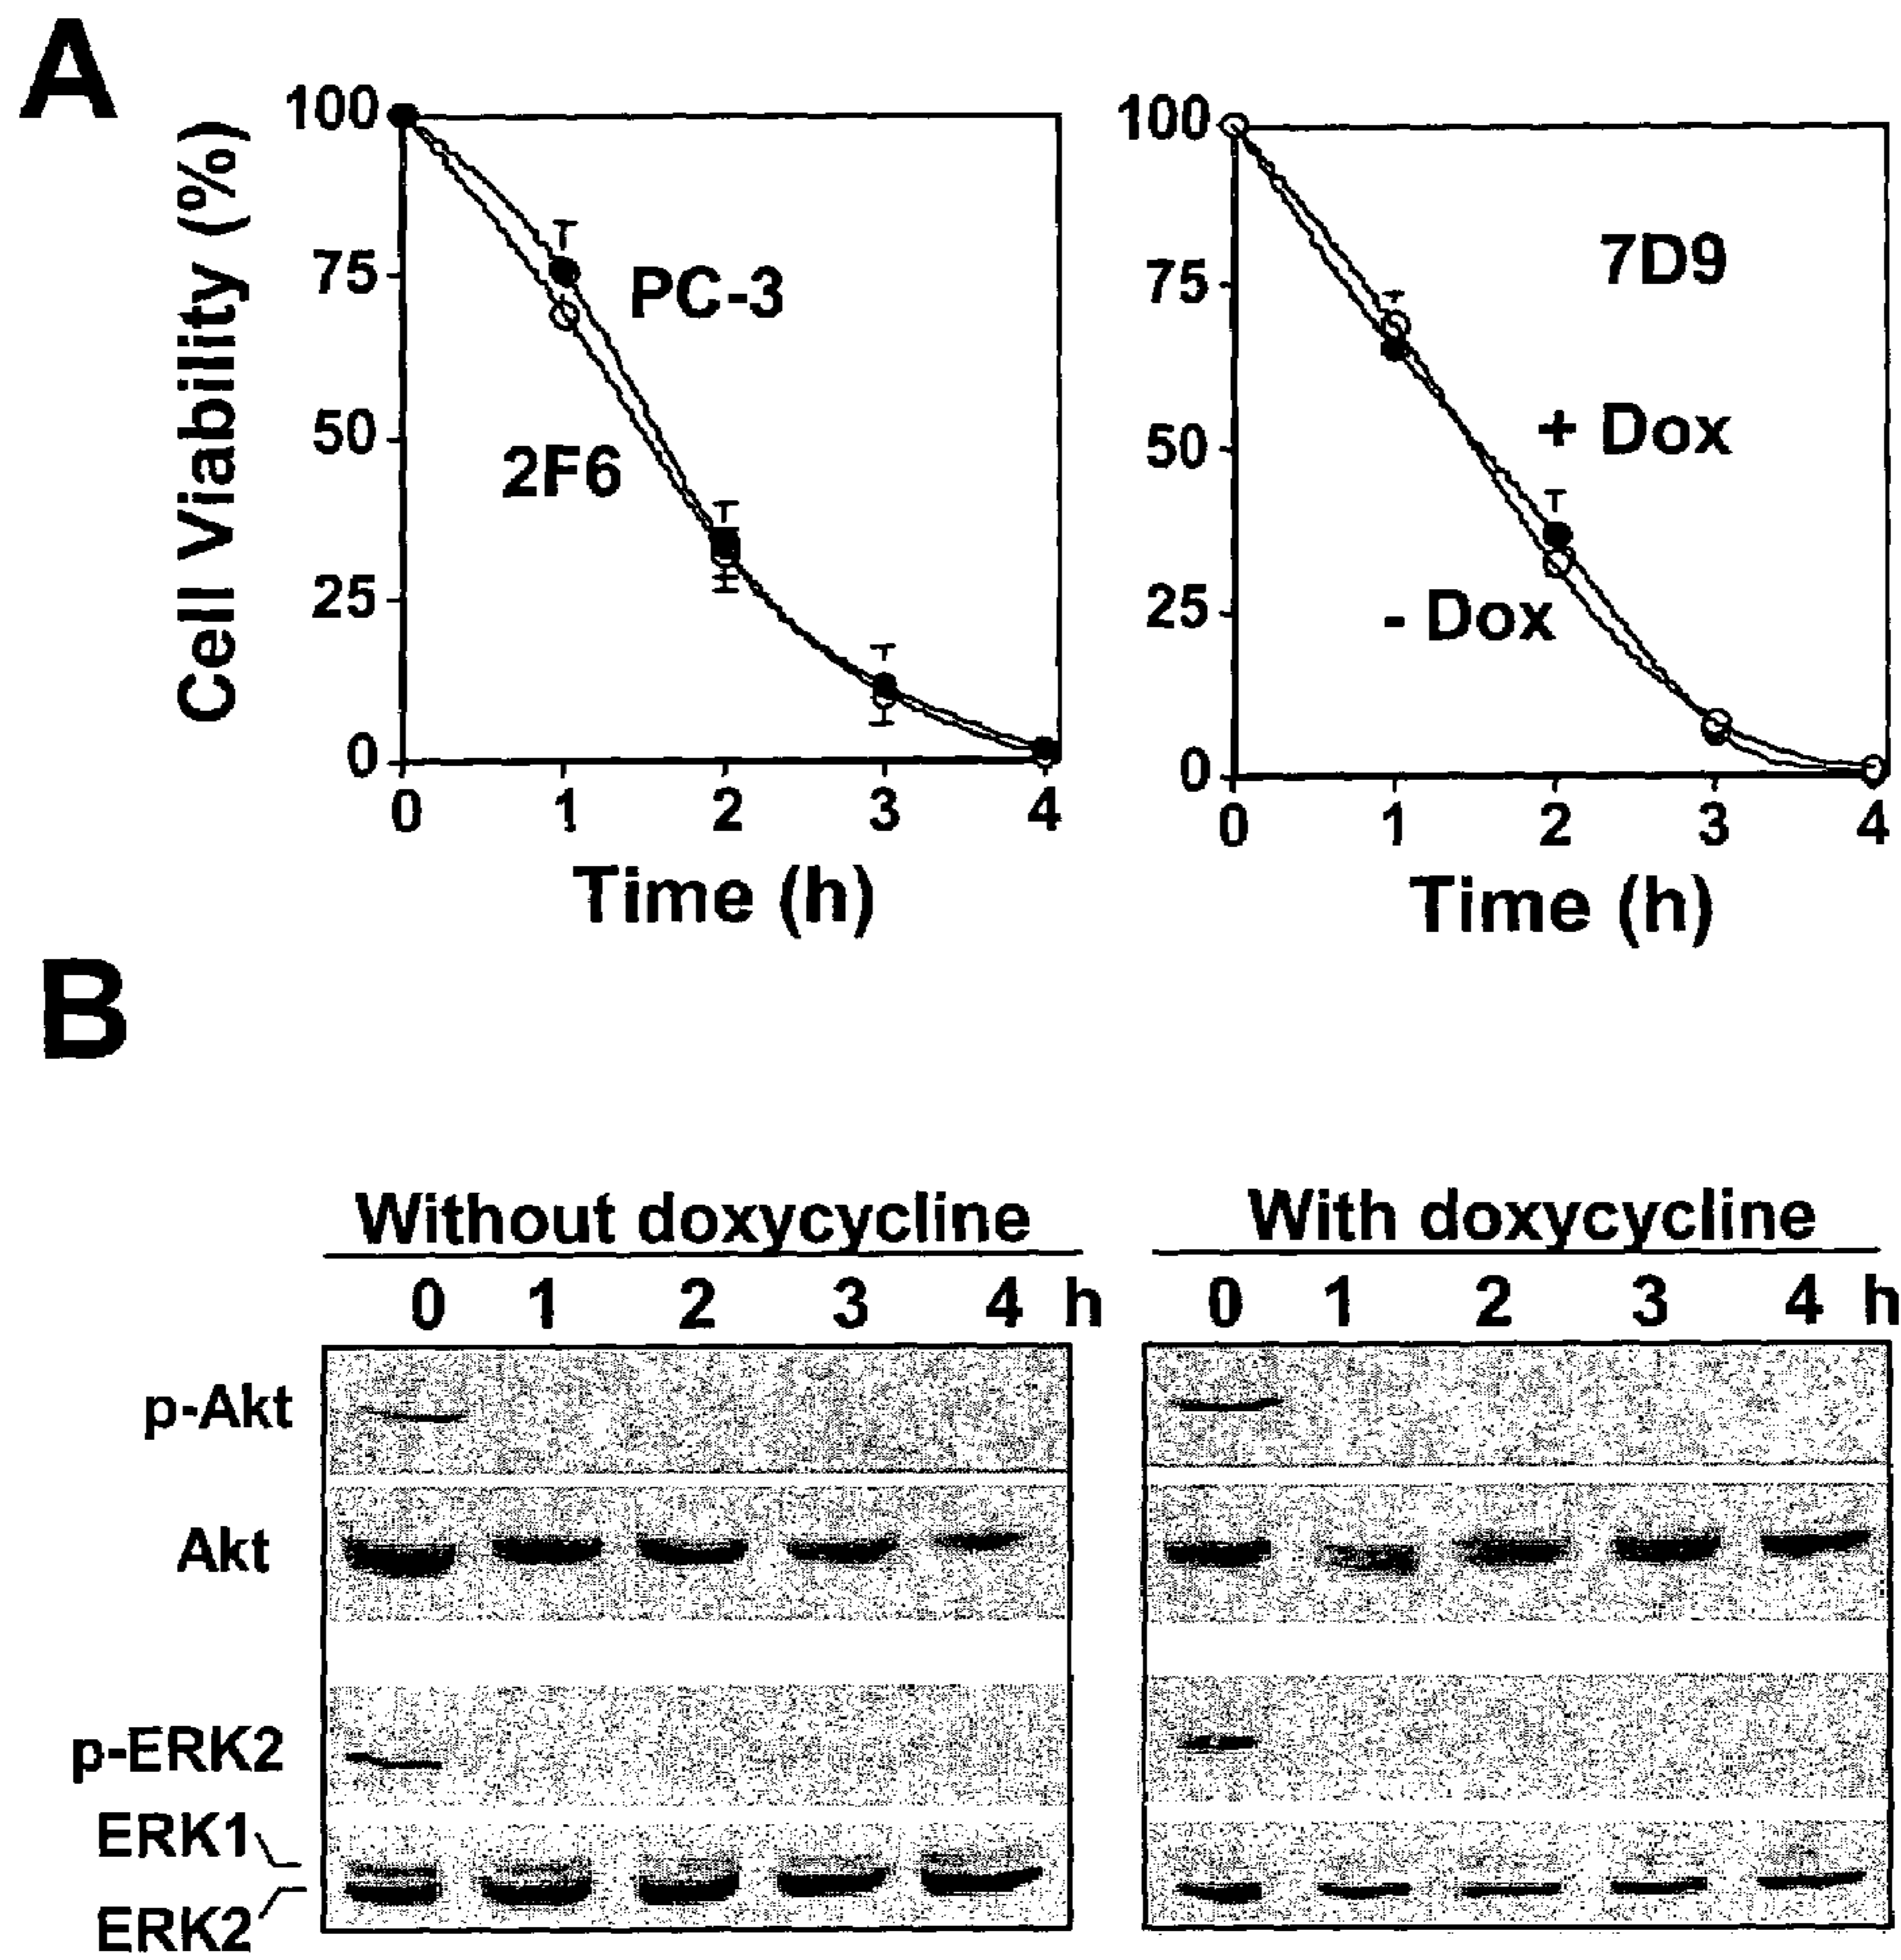 A
Cell Viability (%)
100
75
50
25
0
0 1 2 3 4
Time (h)
PC-3
2F6
100
75
50
25
0
0 1 2 3 4
Time (h)
7D9
+ Dox
- Dox
B
Without doxycycline
0 1 2 3 4 h
With doxycycline
0 1 2 3 4 h
p-Akt
Akt
p-ERK2
ERK1
ERK2